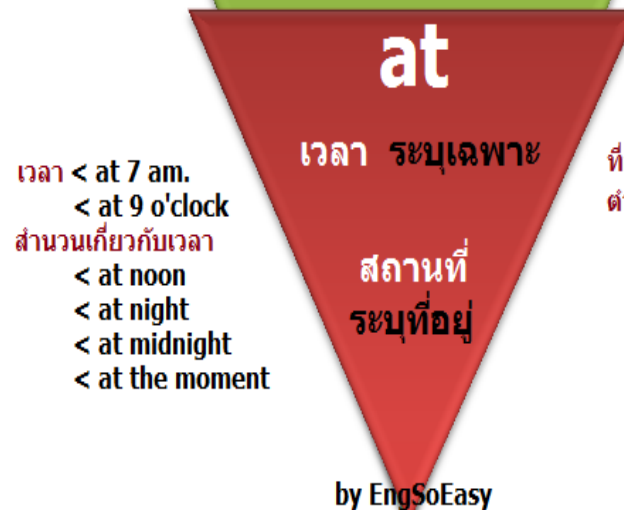 at
เวลา ระบุเฉพาะ
สถานที่
ระบุที่อยู่
เวลา < at 7 am.
< at 9 o'clock
สำนวนเกี่ยวกับเวลา
< at noon
< at night
< at midnight
< at the moment
by EngSoEasy